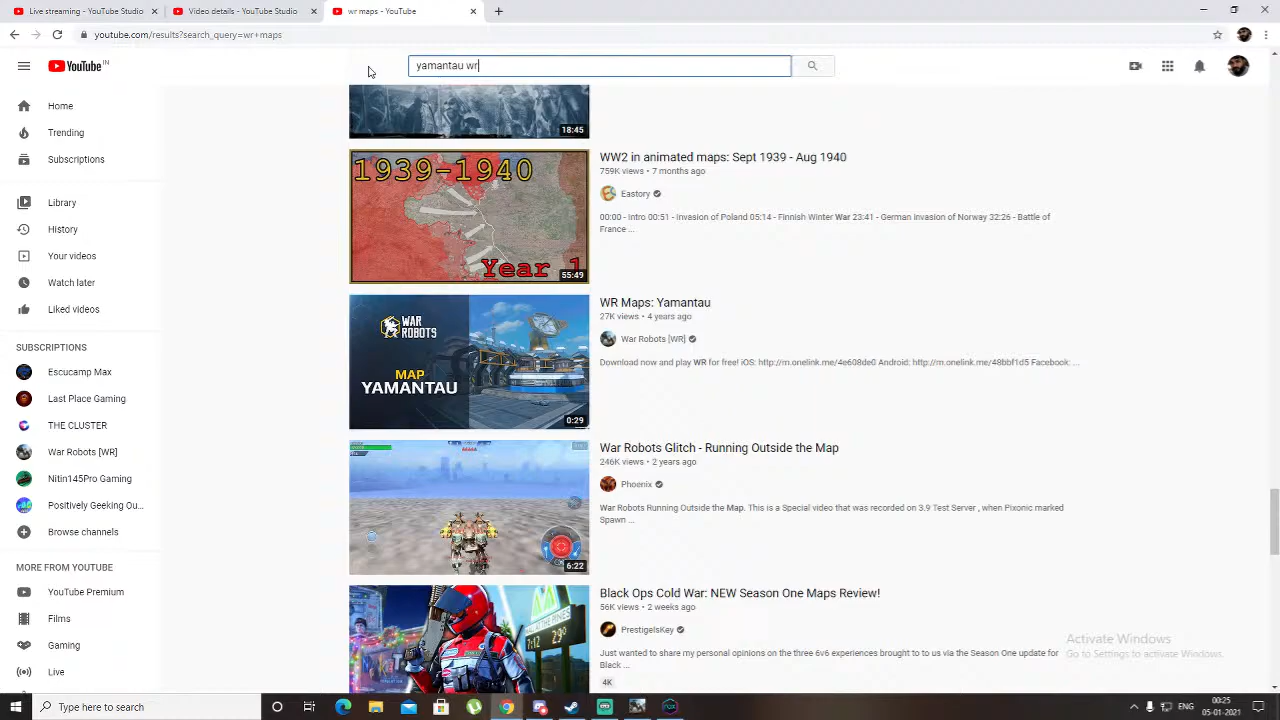 Live streaming - YouTube Studio
Video details - YouTube Studio
wr maps - YouTube
youtube.com/results?search_query=wr+maps
YouTube IN
yamantau wr
Home
Trending
Subscriptions
Library
History
Your videos
Watch later
Liked videos
SUBSCRIPTIONS
Escucanp Max
Last Place Gaming
THE CLUSTER
War Robots [WR]
Nitin145Pro Gaming
Positively Geeking Ou...
Browse channels
MORE FROM YOUTUBE
YouTube Premium
Films
Gaming
Live
18:45
1939-1940
Year 1
55:49
WW2 in animated maps: Sept 1939 - Aug 1940
759K views • 7 months ago
Eastory
00:00 - Intro 00:51 - Invasion of Poland 05:14 - Finnish Winter War 23:41 - German invasion of Norway 32:26 - Battle of
France ...
WAR
ROBOTS
MAP
YAMANTAU
0:29
WR Maps: Yamantau
27K views • 4 years ago
War Robots [WR]
Download now and play WR for free! iOS: http://m.onelink.me/4e608de0 Android: http://m.onelink.me/48bbf1d5 Facebook: ...
6:22
War Robots Glitch - Running Outside the Map
246K views • 2 years ago
Phoenix
War Robots Running Outside the Map. This is a Special video that was recorded on 3.9 Test Server , when Pixonic marked
Spawn ...
7:12 29°
Black Ops Cold War: NEW Season One Maps Review!
56K views • 2 weeks ago
PrestigeIsKey
Just wanted to share my personal opinions on the three 6v6 experiences brought to to us via the Season One update for
Black ...
4K
Activate Windows
Go to Settings to activate Windows.
Type here to search
ENG
00:25
05-01-2021